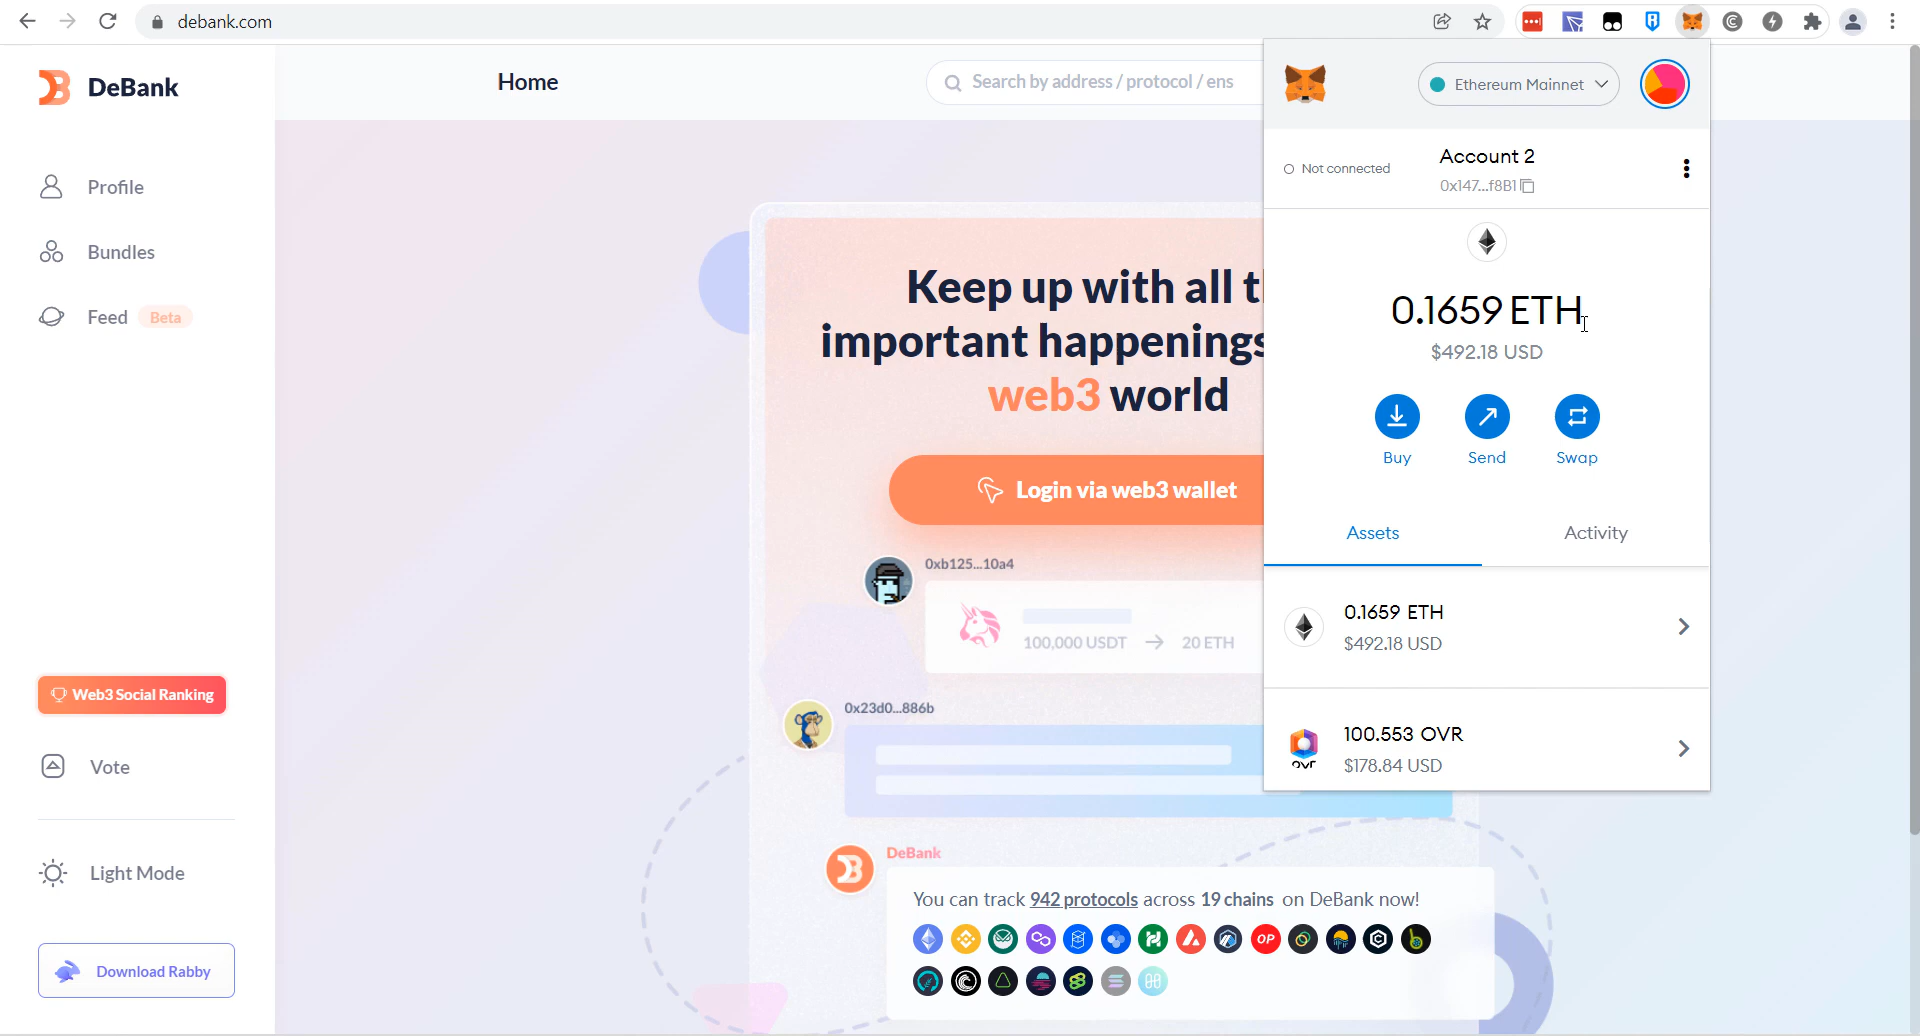 debank.com
DeBank
Home
Search by address / protocol / ens
Profile
Bundles
Feed Beta
Web3 Social Ranking
Vote
Light Mode
Download Rabby
Keep up with all th
important happenings
web3 world
Login via web3 wallet
0xb125...10a4
100,000 USDT → 20 ETH
0x23d0...886b
DeBank
You can track 942 protocols across 19 chains on DeBank now!
OP
Ethereum Mainnet
Not connected
Account 2
0x147...f8B1
0.1659 ETH
$492.18 USD
Buy
Send
Swap
Assets
Activity
0.1659 ETH
$492.18 USD
OVR
100.553 OVR
$178.84 USD